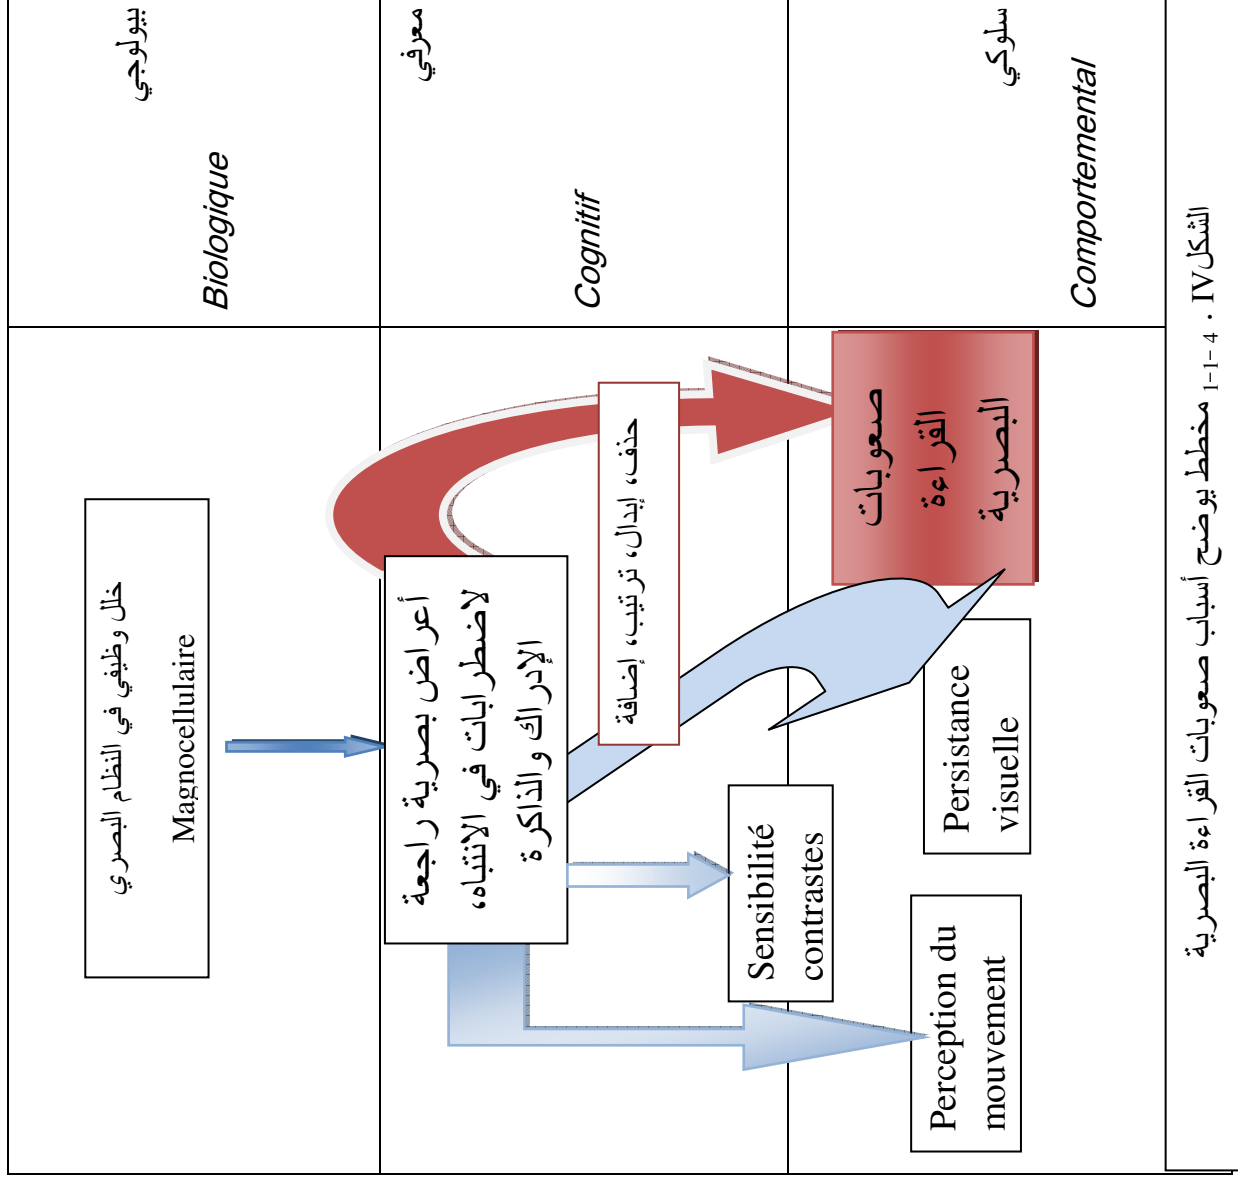 بيولوجي
Biologique
خلل وظيفي في النظام البصري
Magnocellulaire
معرفي
Cognitif
أعراض بصرية راجعة
لاضطرابات في الانتباه،
الإدراك والذاكرة
حذف، إبدال، ترتيب، إضافة
سلوكي
Comportemental
صعوبات
القراءة
البصرية
Sensibilité
contrastes
Persistance
visuelle
Perception du
mouvement
الشكل IV · 4 -1-1 مخطط يوضح أسباب صعوبات القراءة البصرية